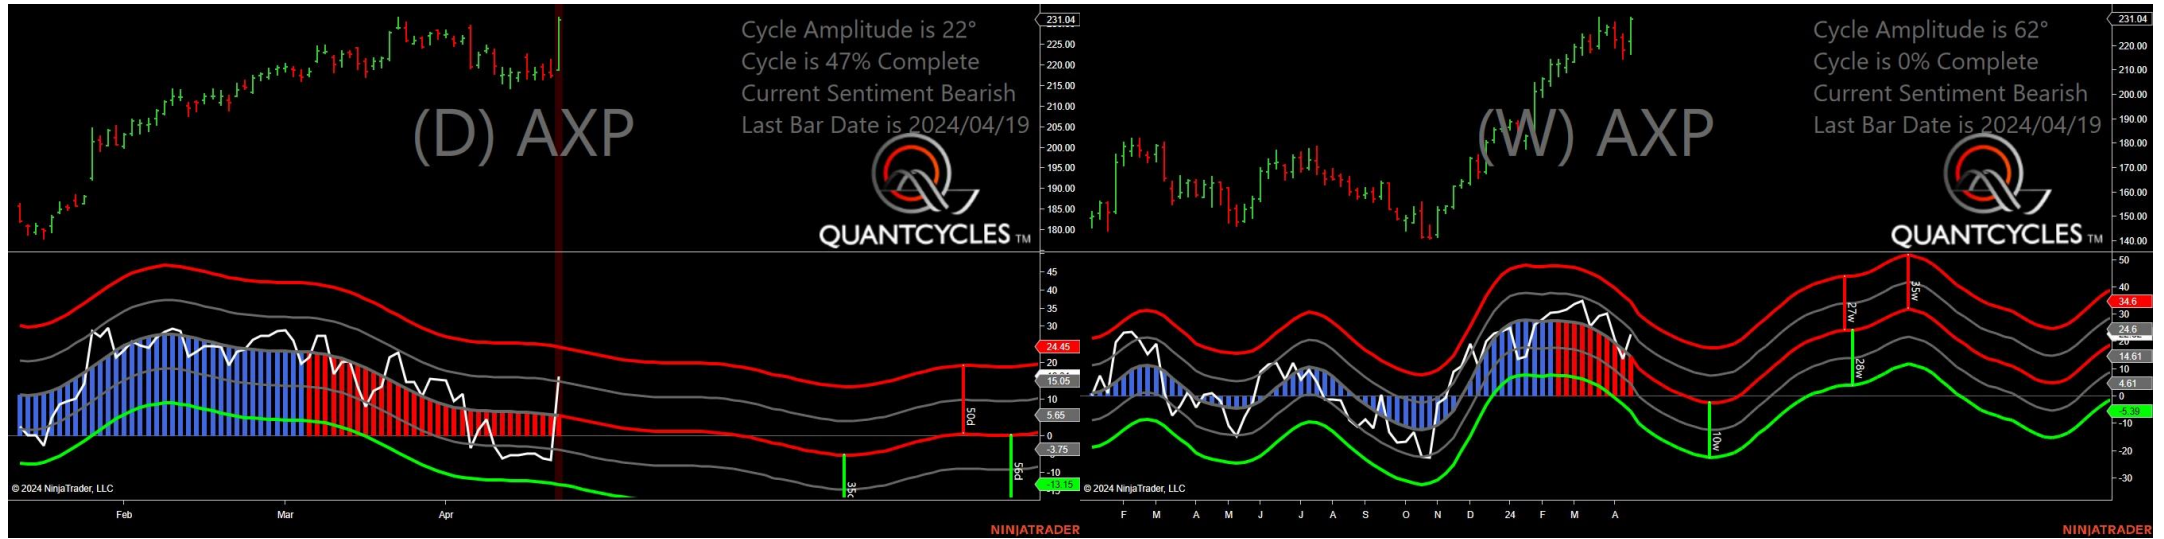 Cycle Amplitude is 22°
Cycle is 47% Complete
Current Sentiment Bearish
Last Bar Date is 2024/04/19
(D) AXP
QUANTCYCLES TM
231.04
225.00
220.00
215.00
210.00
205.00
200.00
195.00
190.00
185.00
180.00
45
40
35
30
24.45
20
15.05
10
5.65
0
-3.75
-10
-13.15
35d
50d
56d
© 2024 NinjaTrader, LLC
Feb Mar Apr
NINJATRADER
Cycle Amplitude is 62°
Cycle is 0% Complete
Current Sentiment Bearish
Last Bar Date is 2024/04/19
(W) AXP
QUANTCYCLES TM
231.04
220.00
210.00
200.00
190.00
180.00
170.00
160.00
150.00
140.00
50
40
34.6
30
24.6
20
14.61
10
4.61
0
-5.39
-10
-20
-30
10w
27w
28w
35w
© 2024 NinjaTrader, LLC
F M A M J J A S O N D 24 F M A
NINJATRADER